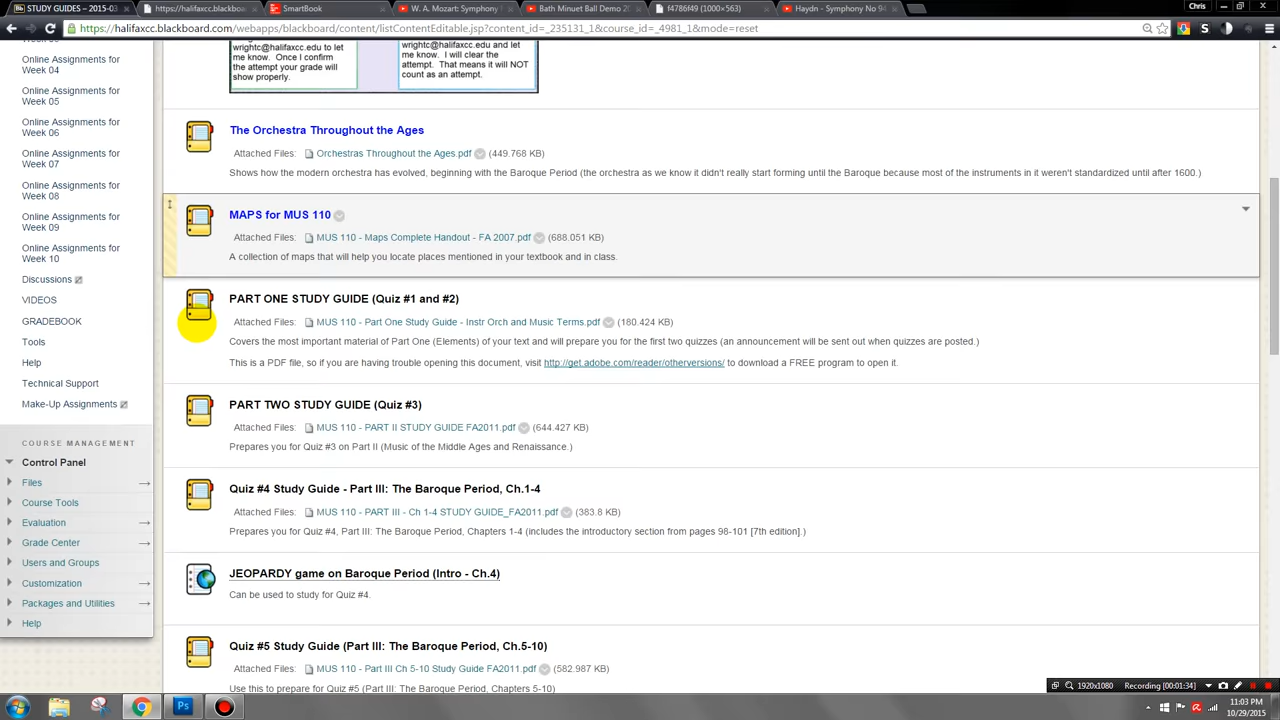 STUDY GUIDES – 2015-03
https://halifaxcc.blackboa
SmartBook
W. A. Mozart: Symphony
Bath Minuet Ball Demo 20
f4786f49 (1000×563)
Haydn - Symphony No 94
Chris
https://halifaxcc.blackboard.com/webapps/blackboard/content/listContentEditable.jsp?content_id=_235131_1&course_id=_4981_1&mode=reset
Online Assignments for
Week 04
Online Assignments for
Week 05
Online Assignments for
Week 06
Online Assignments for
Week 07
Online Assignments for
Week 08
Online Assignments for
Week 09
Online Assignments for
Week 10
Discussions
VIDEOS
GRADEBOOK
Tools
Help
Technical Support
Make-Up Assignments
COURSE MANAGEMENT
Control Panel
Files
Course Tools
Evaluation
Grade Center
Users and Groups
Customization
Packages and Utilities
Help
wrightc@halifaxcc.edu to let
me know. Once I confirm
the attempt your grade will
show properly.
wrightc@halifaxcc.edu and let
me know. I will clear the
attempt. That means it will NOT
count as an attempt.
The Orchestra Throughout the Ages
Attached Files: Orchestras Throughout the Ages.pdf (449.768 KB)
Shows how the modern orchestra has evolved, beginning with the Baroque Period (the orchestra as we know it didn't really start forming until the Baroque because most of the instruments in it weren't standardized until after 1600.)
MAPS for MUS 110
Attached Files: MUS 110 - Maps Complete Handout - FA 2007.pdf (688.051 KB)
A collection of maps that will help you locate places mentioned in your textbook and in class.
PART ONE STUDY GUIDE (Quiz #1 and #2)
Attached Files: MUS 110 - Part One Study Guide - Instr Orch and Music Terms.pdf (180.424 KB)
Covers the most important material of Part One (Elements) of your text and will prepare you for the first two quizzes (an announcement will be sent out when quizzes are posted.)
This is a PDF file, so if you are having trouble opening this document, visit http://get.adobe.com/reader/otherversions/ to download a FREE program to open it.
PART TWO STUDY GUIDE (Quiz #3)
Attached Files: MUS 110 - PART II STUDY GUIDE FA2011.pdf (644.427 KB)
Prepares you for Quiz #3 on Part II (Music of the Middle Ages and Renaissance.)
Quiz #4 Study Guide - Part III: The Baroque Period, Ch.1-4
Attached Files: MUS 110 - PART III - Ch 1-4 STUDY GUIDE_FA2011.pdf (383.8 KB)
Prepares you for Quiz #4, Part III: The Baroque Period, Chapters 1-4 (includes the introductory section from pages 98-101 [7th edition].)
JEOPARDY game on Baroque Period (Intro - Ch.4)
Can be used to study for Quiz #4.
Quiz #5 Study Guide (Part III: The Baroque Period, Ch.5-10)
Attached Files: MUS 110 - Part III Ch 5-10 Study Guide FA2011.pdf (582.987 KB)
Use this to prepare for Quiz #5 (Part III: The Baroque Period, Chapters 5-10)
1920x1080
Recording [00:01:34]
Ps
11:03 PM
10/29/2015